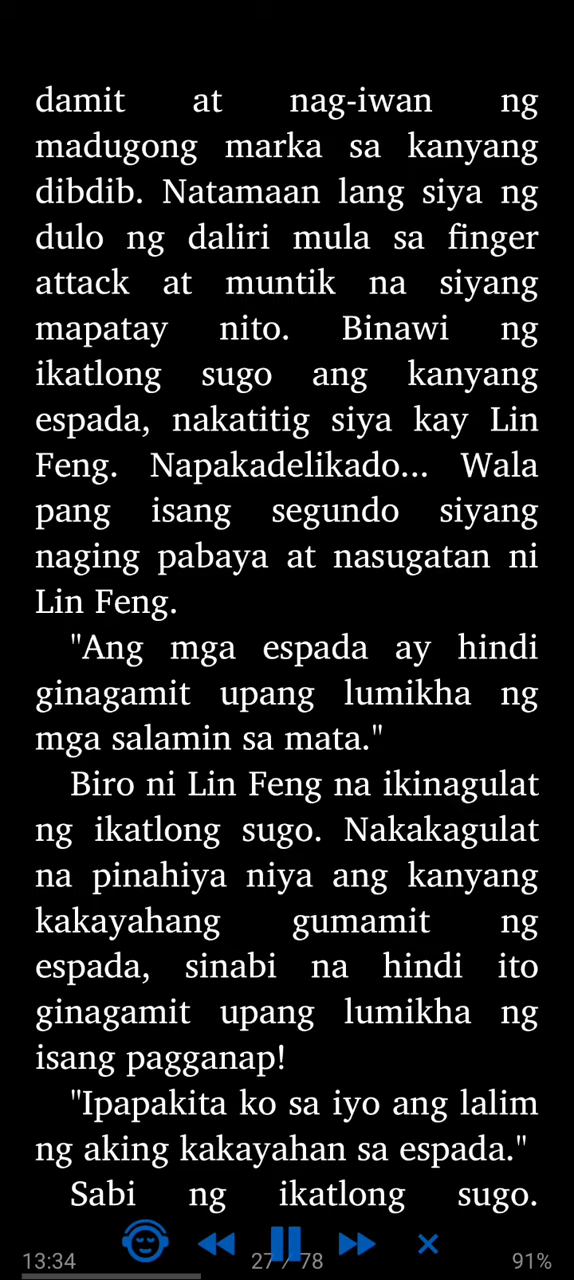 damit at nag-iwan ng
madugong marka sa kanyang
dibdib. Natamaan lang siya ng
dulo ng daliri mula sa finger
attack at muntik na siyang
mapatay nito. Binawi ng
ikatlong sugo ang kanyang
espada, nakatitig siya kay Lin
Feng. Napakadelikado... Wala
pang isang segundo siyang
naging pabaya at nasugatan ni
Lin Feng.
"Ang mga espada ay hindi
ginagamit upang lumikha ng
mga salamin sa mata."
Biro ni Lin Feng na ikinagulat
ng ikatlong sugo. Nakakagulat
na pinahiya niya ang kanyang
kakayahang gumamit ng
espada, sinabi na hindi ito
ginagamit upang lumikha ng
isang pagganap!
"Ipapakita ko sa iyo ang lalim
ng aking kakayahan sa espada."
Sabi ng ikatlong sugo.
13:34 27 / 78 91%